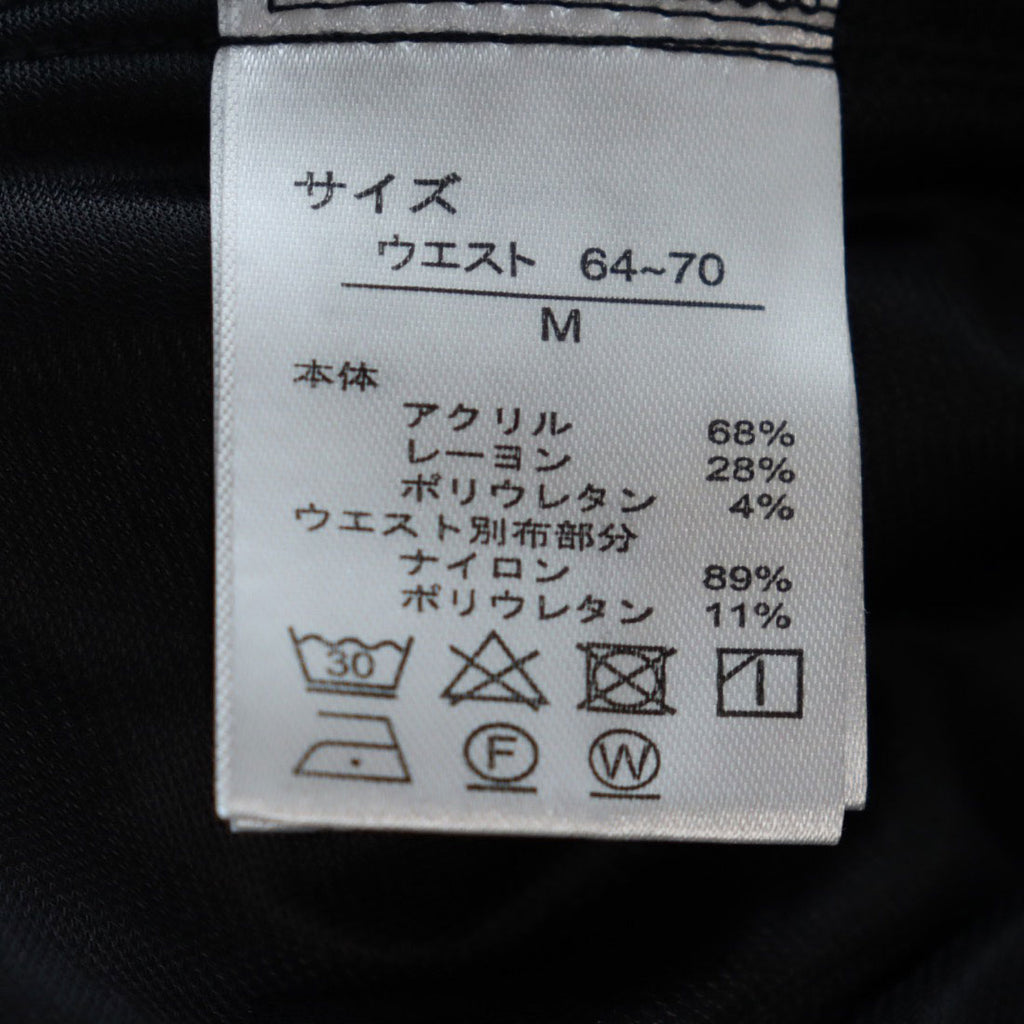 サイズ
ウエスト 64~70
M
本体
アクリル 68%
レーヨン 28%
ポリウレタン 4%
ウエスト別布部分
ナイロン 89%
ポリウレタン 11%
30
F
W